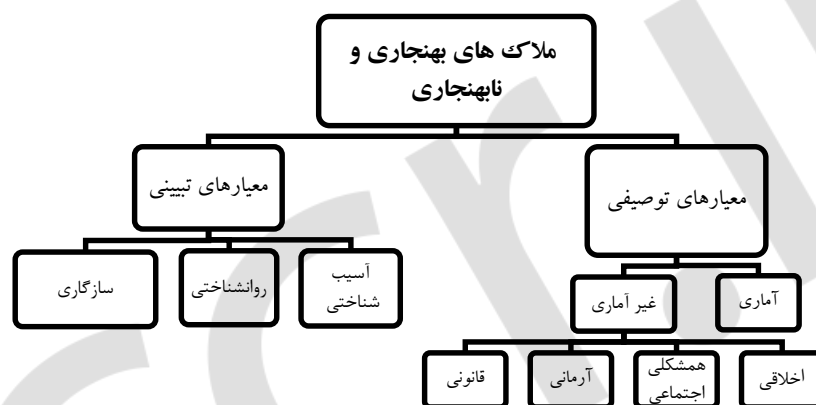 ملاک های بهنجاری و
نابهنجاری
معیارهای توصیفی
معیارهای تبیینی
آماری
غیر آماری
آسیب
شناختی
روانشناختی
سازگاری
اخلاقی
همشکلی
اجتماعی
آرمانی
قانونی